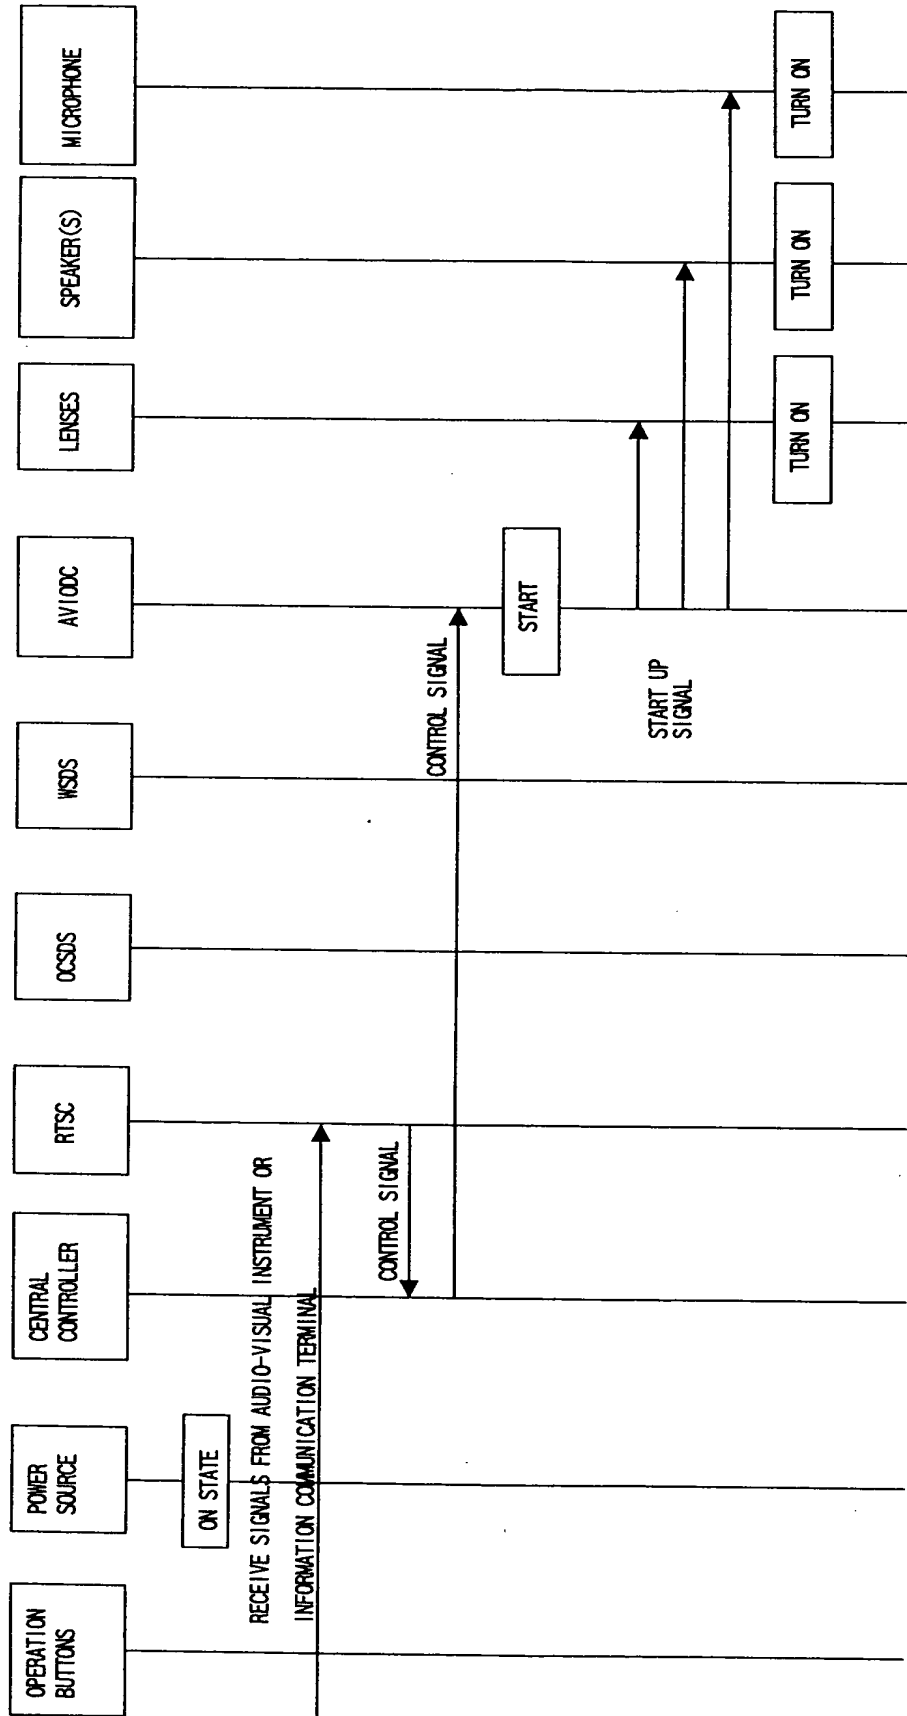 OPERATION
BUTTONS
POWER
SOURCE
CENTRAL
CONTROLLER
RTSC
OCSDS
WSDS
AVIODC
LENSES
SPEAKER(S)
MICROPHONE
ON STATE
RECEIVE SIGNALS FROM AUDIO-VISUAL INSTRUMENT OR
INFORMATION COMMUNICATION TERMINAL
CONTROL SIGNAL
CONTROL SIGNAL
START
START UP
SIGNAL
TURN ON
TURN ON
TURN ON